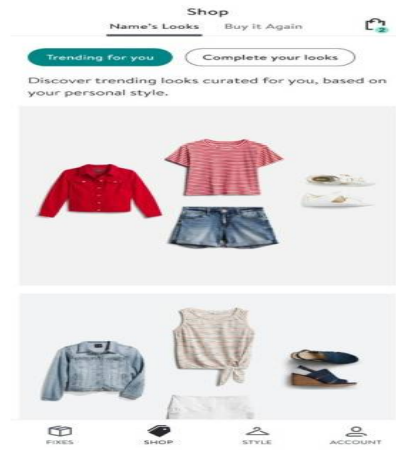 Shop
Name's Looks Buy It Again
2
Trending for you Complete your looks
Discover trending looks curated for you, based on
your personal style.
FIXES SHOP STYLE ACCOUNT